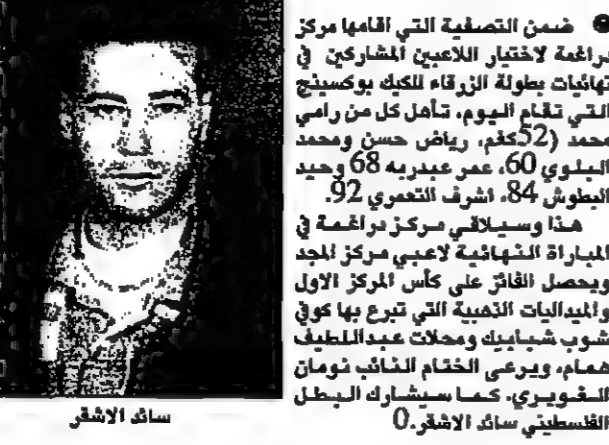 ● ضمن التصفية التي اقامها مركز
دراغمة لاختيار اللاعبين المشاركين في
نهائيات بطولة الزرقاء للكيك بوكسينج
التي تقام اليوم، تأهل كل من رامي
محمد (52كغم، رياض حسن ومحمد
البلوي 60، عمر عبدربه 68 وحيد
البطوش 84، اشرف التعمري 92.
هذا وسيلاقي مركز دراغمة في
المباراة النهائية لاعبي مركز المجد
ويحصل الفائز على كأس المركز الاول
والميداليات الذهبية التي تبرع بها كوفي
شوب شبابيك ومحلات عبداللطيف
همام، ويرعى الختام النائب نومان
الغويري. كما سيشارك البطل
الفلسطيني سائد الاشقر.0
سائد الاشقر